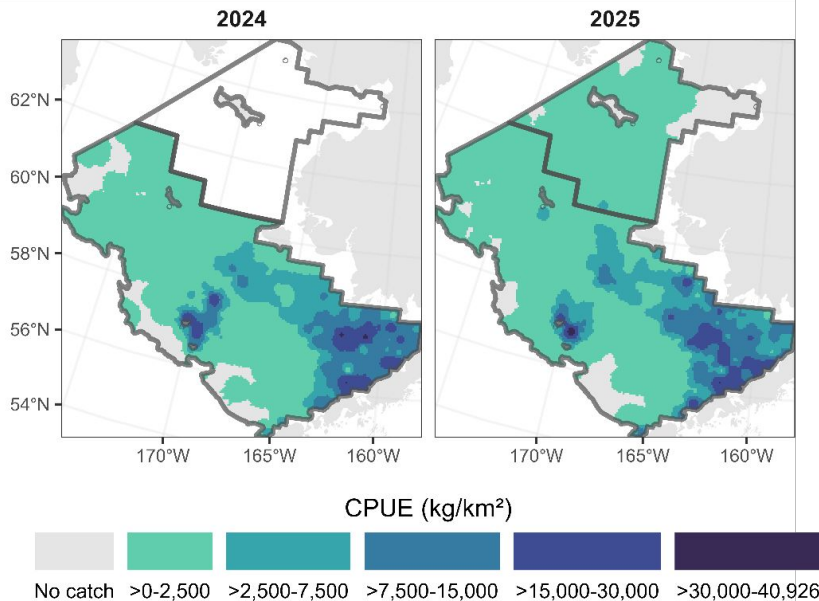 2024 2025
62°N
60°N
58°N
56°N
54°N
170°W 165°W 160°W 170°W 165°W 160°W
CPUE (kg/km²)
No catch >0-2,500 >2,500-7,500 >7,500-15,000 >15,000-30,000 >30,000-40,926